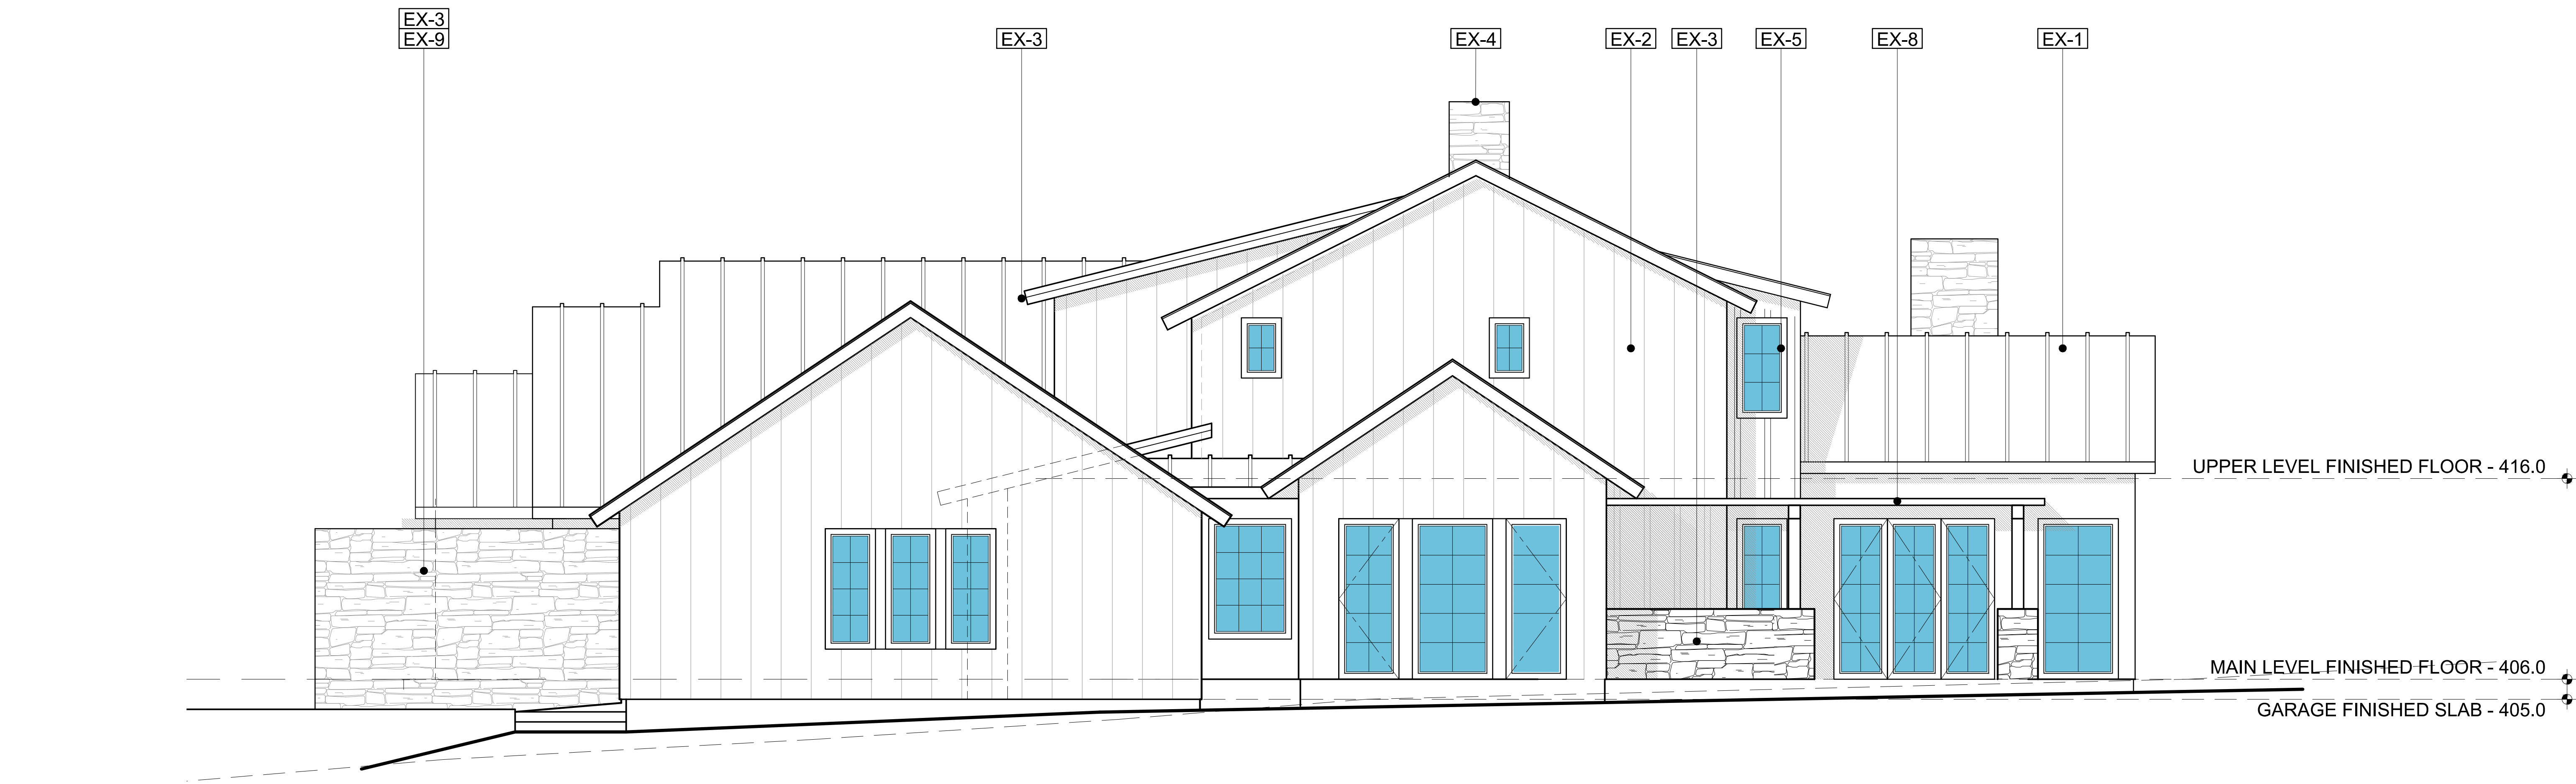 EX-3
EX-9
EX-3
EX-4
EX-2
EX-3
EX-5
EX-8
EX-1
UPPER LEVEL FINISHED FLOOR - 416.0
MAIN LEVEL FINISHED FLOOR - 406.0
GARAGE FINISHED SLAB - 405.0